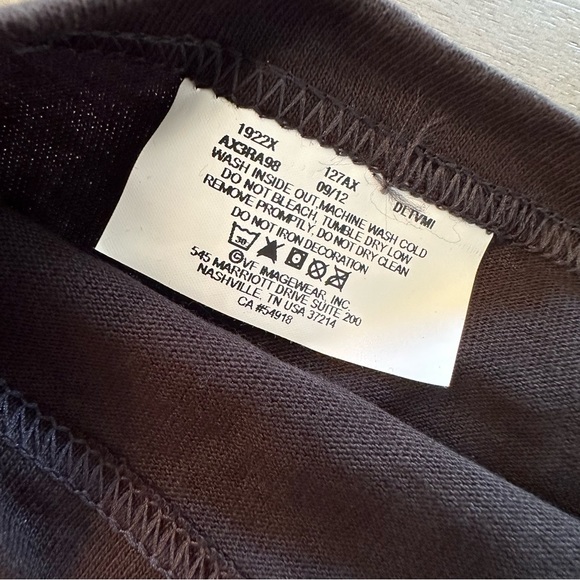 1922X
AX3RA98 127AX
09/12 DLTVMI
WASH INSIDE OUT,MACHINE WASH COLD
DO NOT BLEACH, TUMBLE DRY LOW
REMOVE PROMPTLY, DO NOT DRY CLEAN
DO NOT IRON DECORATION
30
©VF IMAGEWEAR, INC
545 MARRIOTT DRIVE SUITE 200
NASHVILLE, TN USA 37214
CA #54918